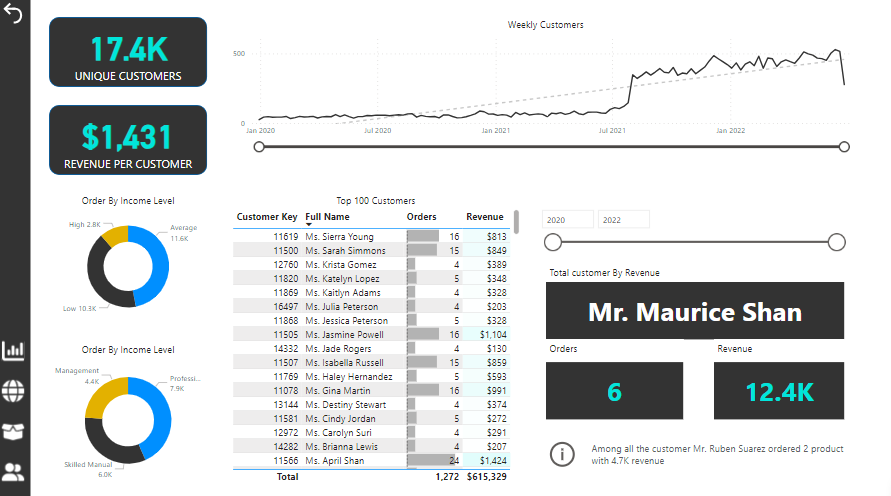 17.4K
UNIQUE CUSTOMERS
$1,431
REVENUE PER CUSTOMER
Weekly Customers
500
0
Jan 2020 Jul 2020 Jan 2021 Jul 2021 Jan 2022
Order By Income Level
High 2.8K
Average
11.6K
Low 10.3K
Order By Income Level
Management
4.4K
Professi...
7.9K
Skilled Manual
6.0K
Top 100 Customers
Customer Key Full Name Orders Revenue
11619 Ms. Sierra Young 16 $813
11500 Ms. Sarah Simmons 15 $849
12760 Ms. Krista Gomez 4 $389
11820 Ms. Katelyn Lopez 5 $348
11869 Ms. Kaitlyn Adams 4 $328
16497 Ms. Julia Peterson 4 $203
11868 Ms. Jessica Peterson 5 $328
11505 Ms. Jasmine Powell 16 $1,104
14332 Ms. Jade Rogers 4 $130
11507 Ms. Isabella Russell 15 $859
11769 Ms. Haley Hernandez 5 $593
11078 Ms. Gina Martin 16 $991
13144 Ms. Destiny Stewart 4 $374
11581 Ms. Cindy Jordan 5 $272
12972 Ms. Carolyn Suri 4 $291
14282 Ms. Brianna Lewis 4 $207
11566 Ms. April Shan 24 $1,424
Total 1,272 $615,329
2020 2022
Total customer By Revenue
Mr. Maurice Shan
Orders Revenue
6 12.4K
Among all the customer Mr. Ruben Suarez ordered 2 product
with 4.7K revenue